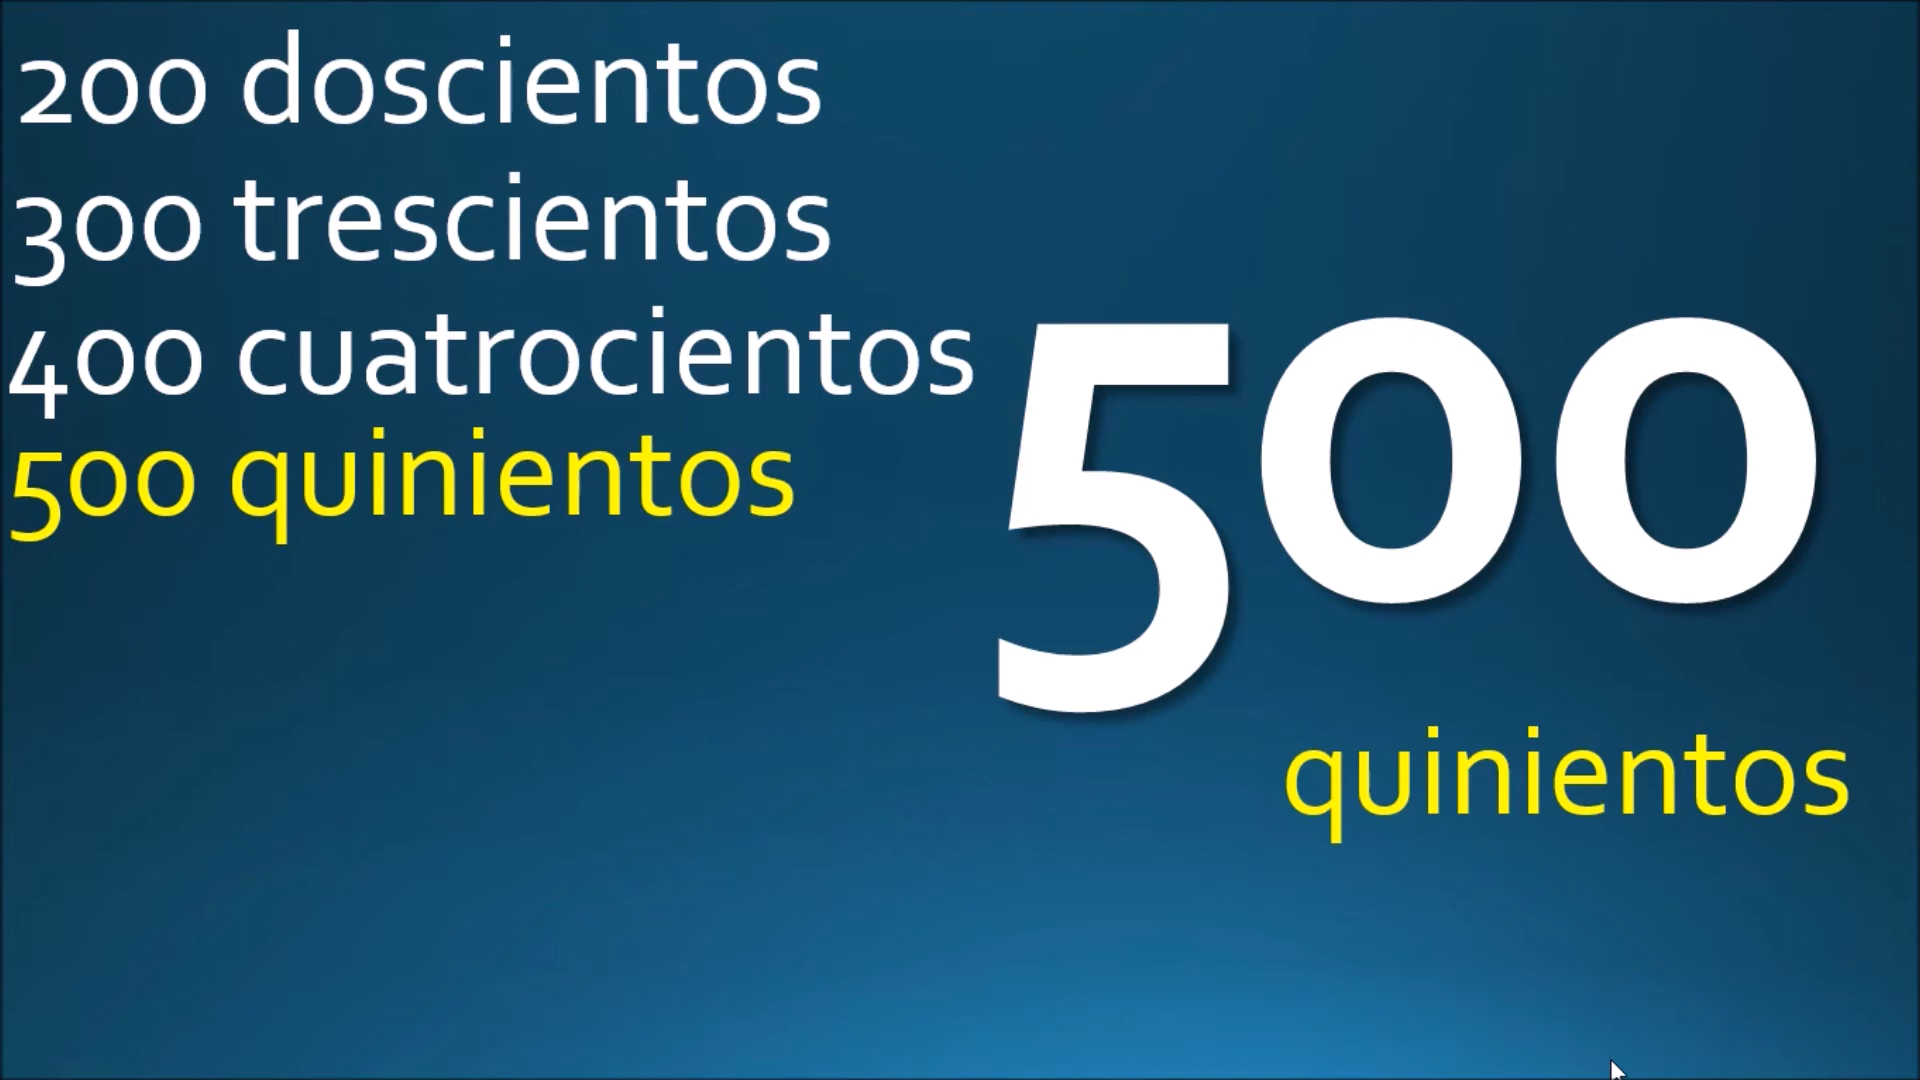 200 doscientos
300 trescientos
400 cuatrocientos
500 quinientos
500
quinientos